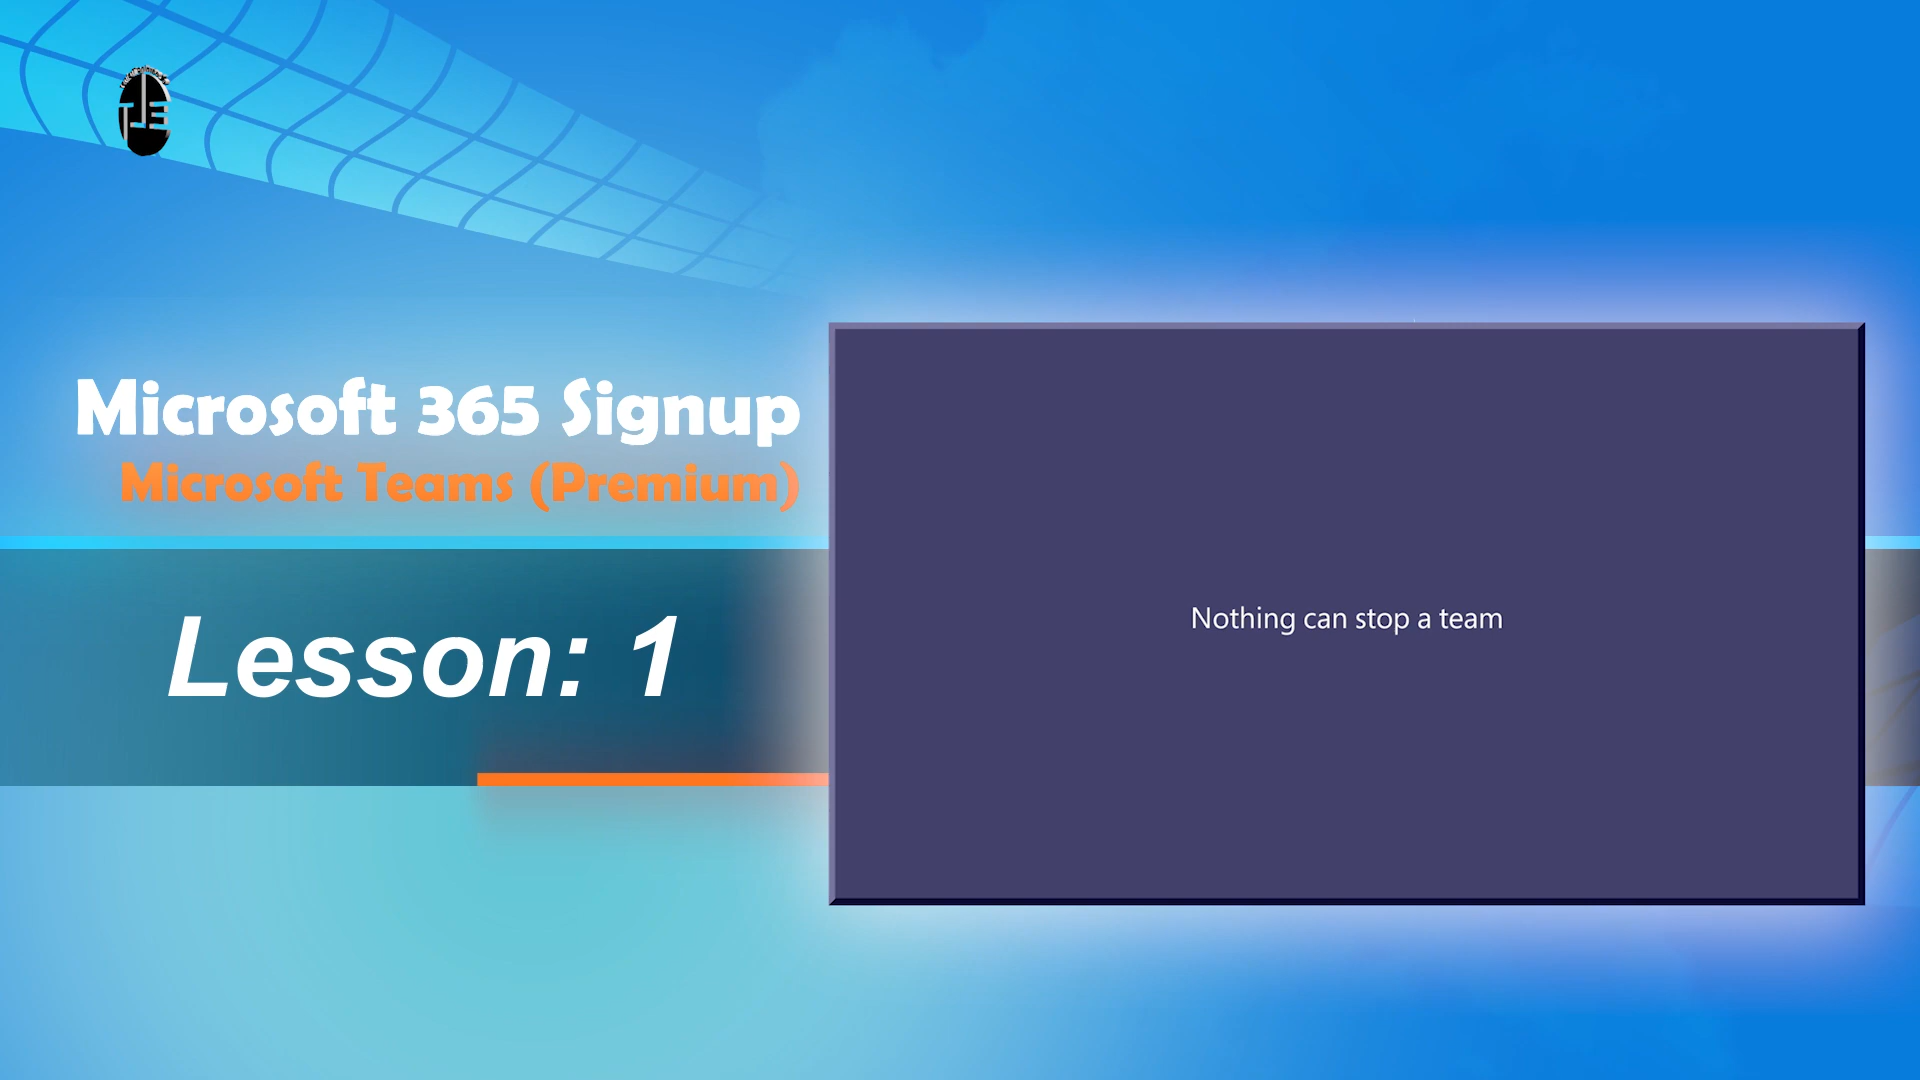 Microsoft 365 Signup
Microsoft Teams (Premium)
Lesson: 1
Nothing can stop a team